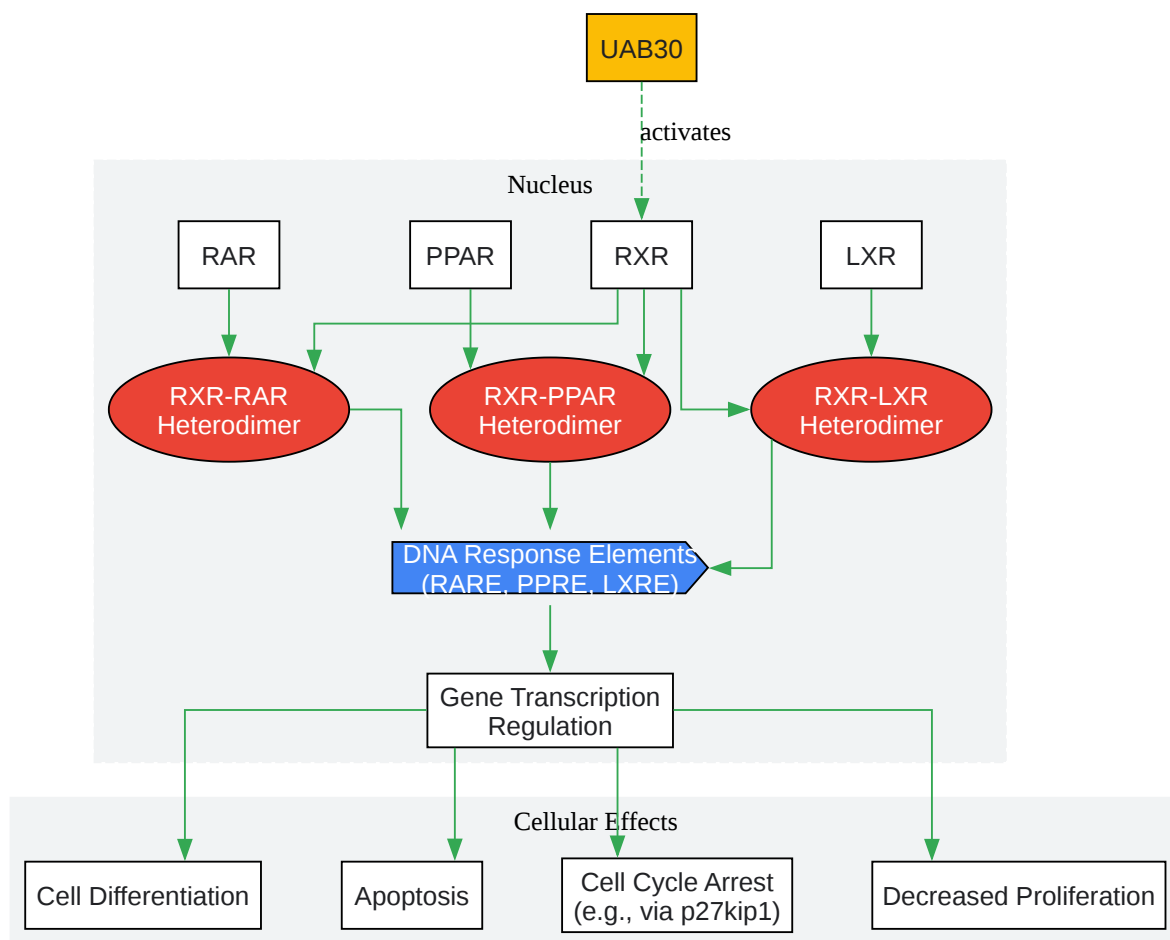 UAB30
activates
Nucleus
RAR
PPAR
RXR
LXR
RXR-RAR
Heterodimer
RXR-PPAR
Heterodimer
RXR-LXR
Heterodimer
DNA Response Elements
(RARE, PPRE, LXRE)
Gene Transcription
Regulation
Cellular Effects
Cell Differentiation
Apoptosis
Cell Cycle Arrest
(e.g., via p27kip1)
Decreased Proliferation